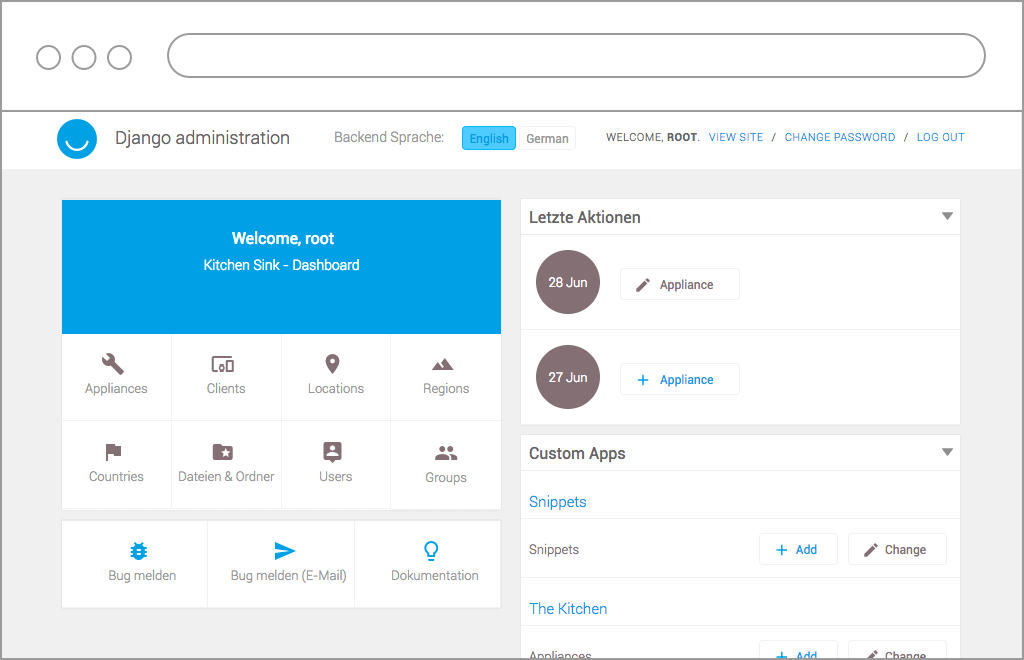 Django administration
Backend Sprache:
English
German
WELCOME, ROOT. VIEW SITE / CHANGE PASSWORD / LOG OUT
Welcome, root
Kitchen Sink - Dashboard
Appliances
Clients
Locations
Regions
Countries
Dateien & Ordner
Users
Groups
Bug melden
Bug melden (E-Mail)
Dokumentation
Letzte Aktionen
28 Jun
Appliance
27 Jun
Appliance
Custom Apps
Snippets
Snippets
Add
Change
The Kitchen
Appliances
Add
Change